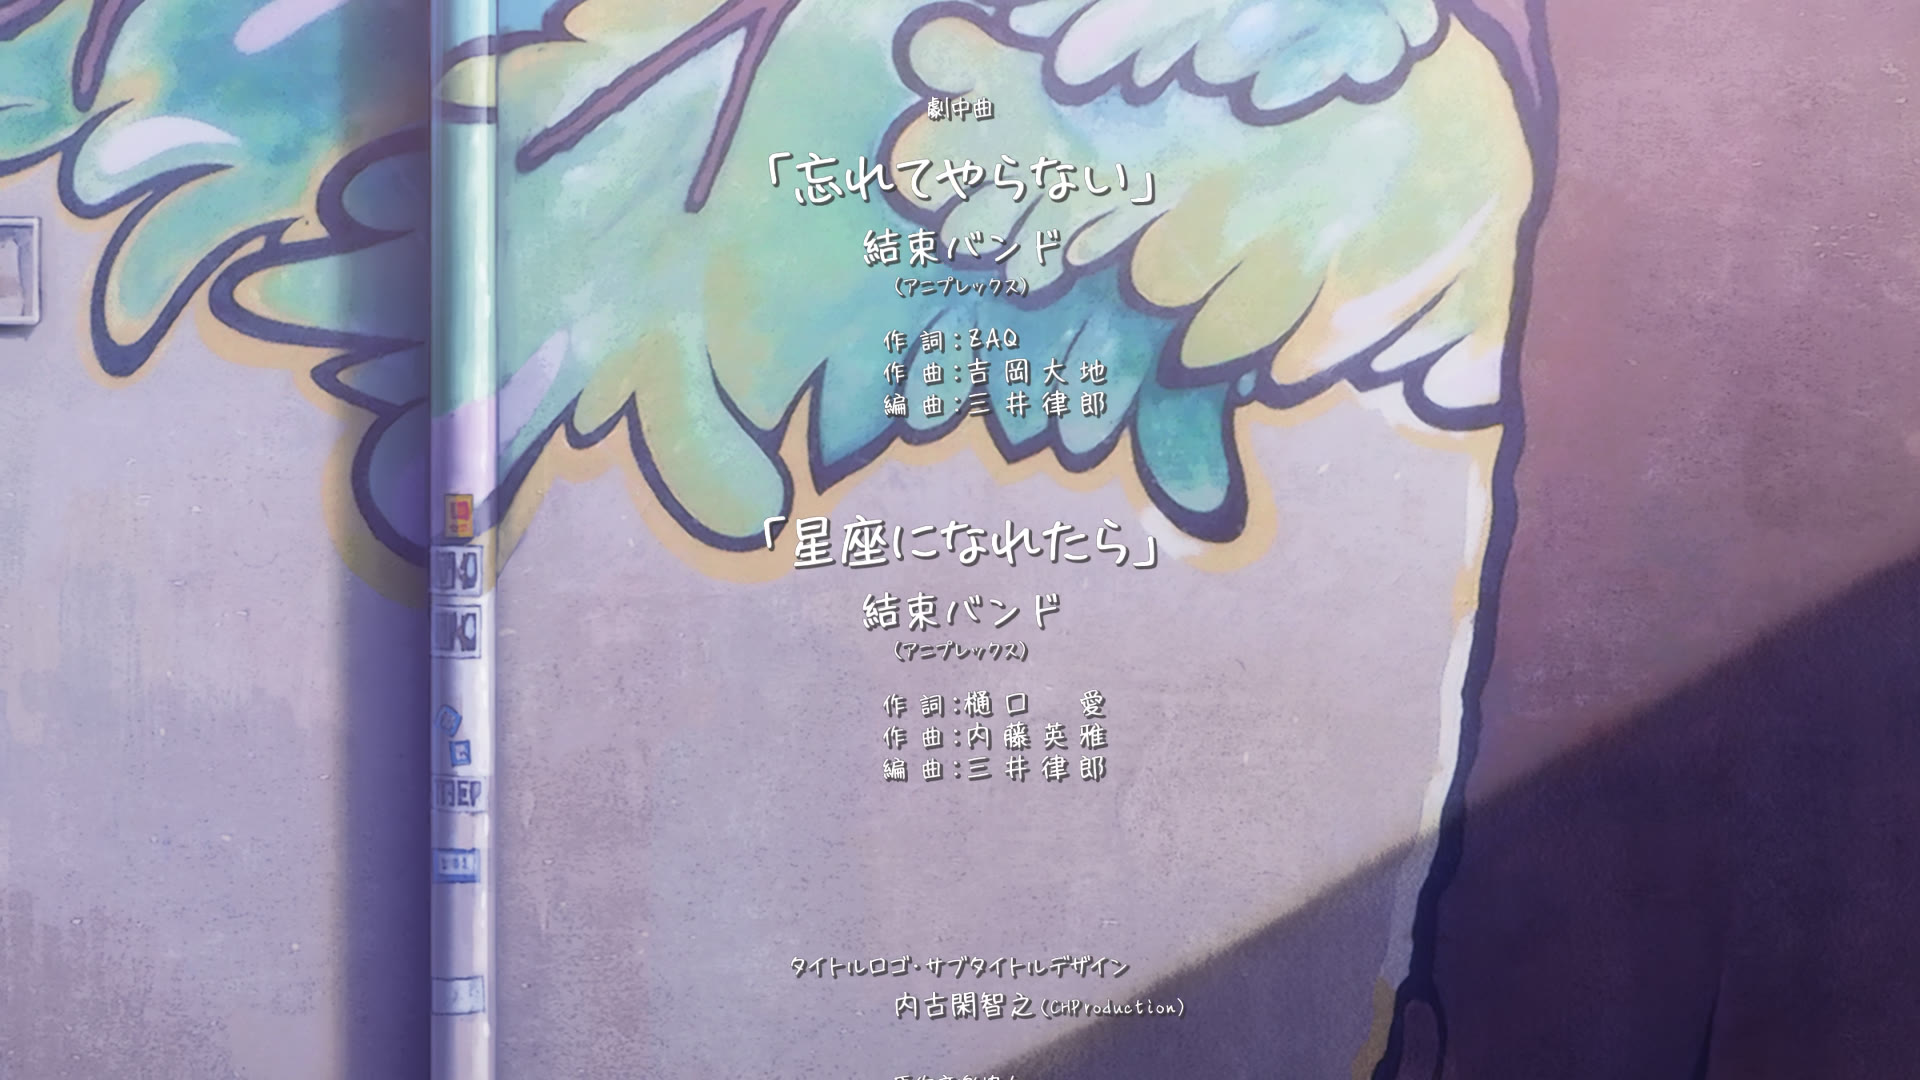 劇中曲
「忘れてやらない」
結束バンド
(アニプレックス)
作詞:ZAQ
作曲:吉岡大地
編曲:三井律郎
「星座になれたら」
結束バンド
(アニプレックス)
作詞:樋口 愛
作曲:内藤英雅
編曲:三井律郎
タイトルロゴ・サブタイトルデザイン
内古閑智之(CHProduction)